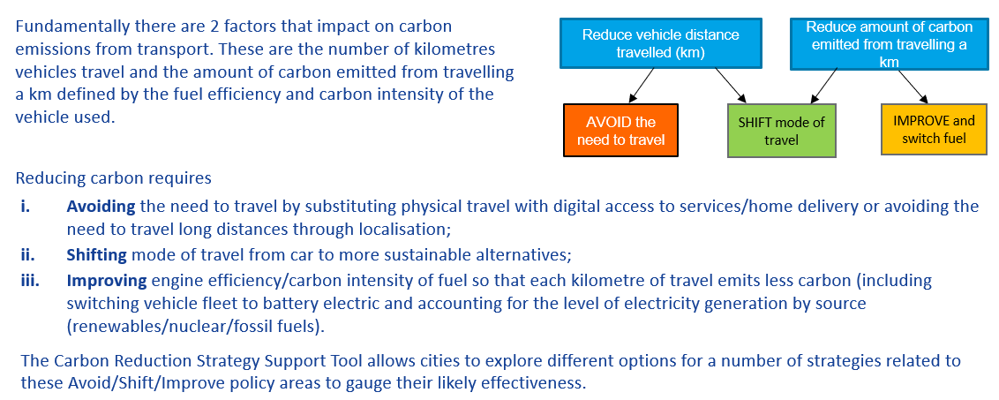 Fundamentally there are 2 factors that impact on carbon
emissions from transport. These are the number of kilometres
vehicles travel and the amount of carbon emitted from travelling
a km defined by the fuel efficiency and carbon intensity of the
vehicle used.
Reduce vehicle distance
travelled (km)
Reduce amount of carbon
emitted from travelling a
km
AVOID the
need to travel
SHIFT mode of
travel
IMPROVE and
switch fuel
Reducing carbon requires
i. Avoiding the need to travel by substituting physical travel with digital access to services/home delivery or avoiding the
need to travel long distances through localisation;
ii. Shifting mode of travel from car to more sustainable alternatives;
iii. Improving engine efficiency/carbon intensity of fuel so that each kilometre of travel emits less carbon (including
switching vehicle fleet to battery electric and accounting for the level of electricity generation by source
(renewables/nuclear/fossil fuels).
The Carbon Reduction Strategy Support Tool allows cities to explore different options for a number of strategies related to
these Avoid/Shift/Improve policy areas to gauge their likely effectiveness.